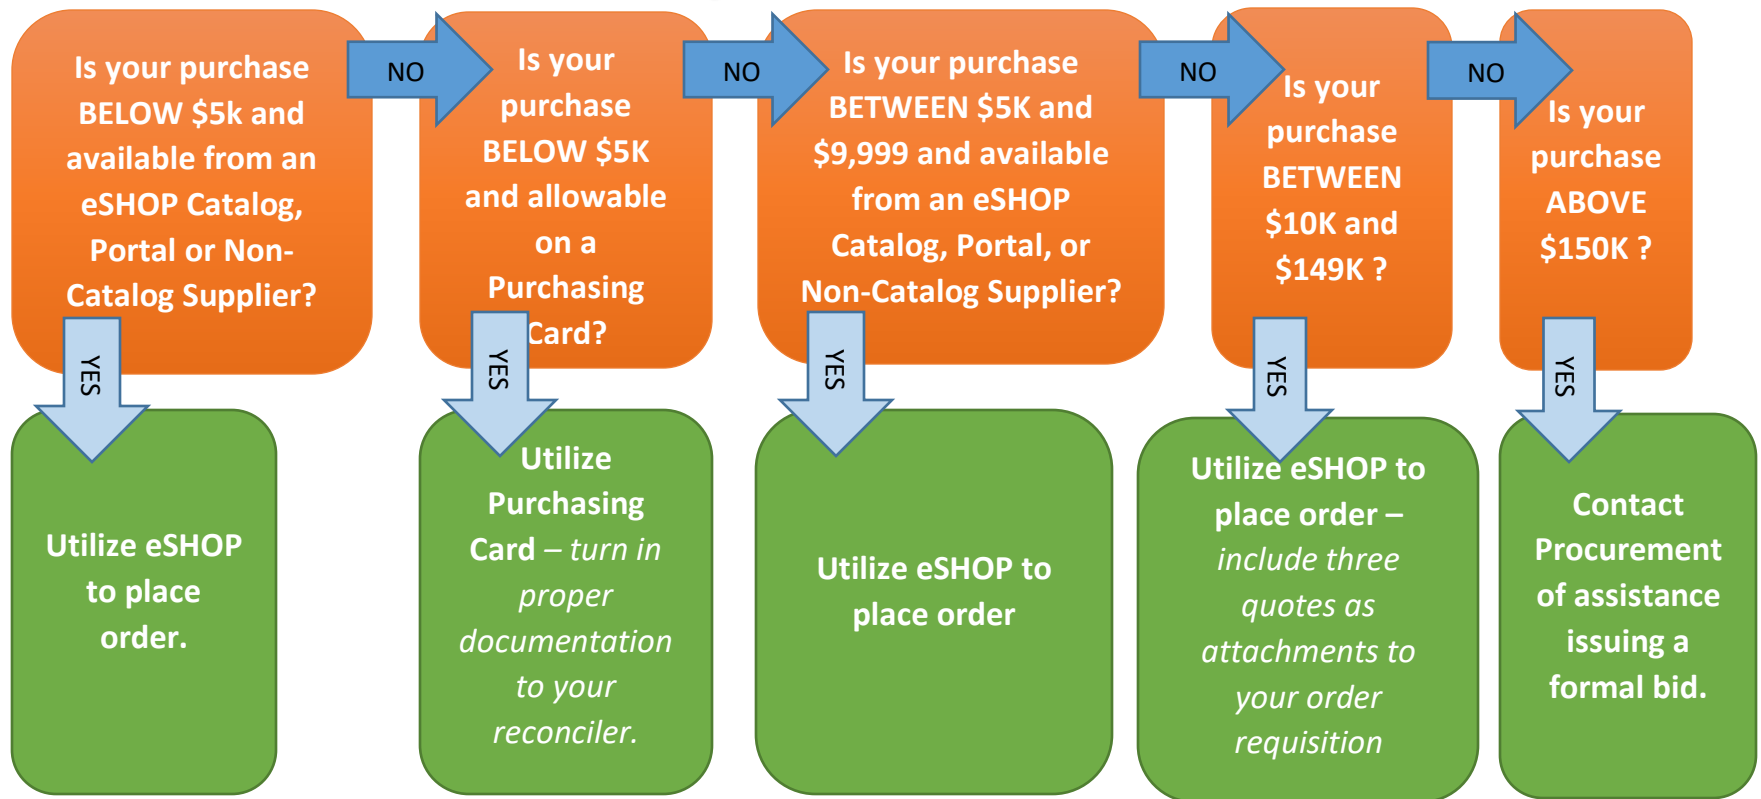 Is your purchase
BELOW $5k and
available from an
eSHOP Catalog,
Portal or Non-
Catalog Supplier?
NO
Is your
purchase
BELOW $5K
and allowable
on a
Purchasing
Card?
NO
Is your purchase
BETWEEN $5K and
$9,999 and available
from an eSHOP
Catalog, Portal, or
Non-Catalog Supplier?
NO
Is your
purchase
BETWEEN
$10K and
$149K ?
NO
Is your
purchase
ABOVE
$150K ?
YES
YES
YES
YES
YES
Utilize eSHOP
to place
order.
Utilize
Purchasing
Card – turn in
proper
documentation
to your
reconciler.
Utilize eSHOP to
place order
Utilize eSHOP to
place order –
include three
quotes as
attachments to
your order
requisition
Contact
Procurement
of assistance
issuing a
formal bid.